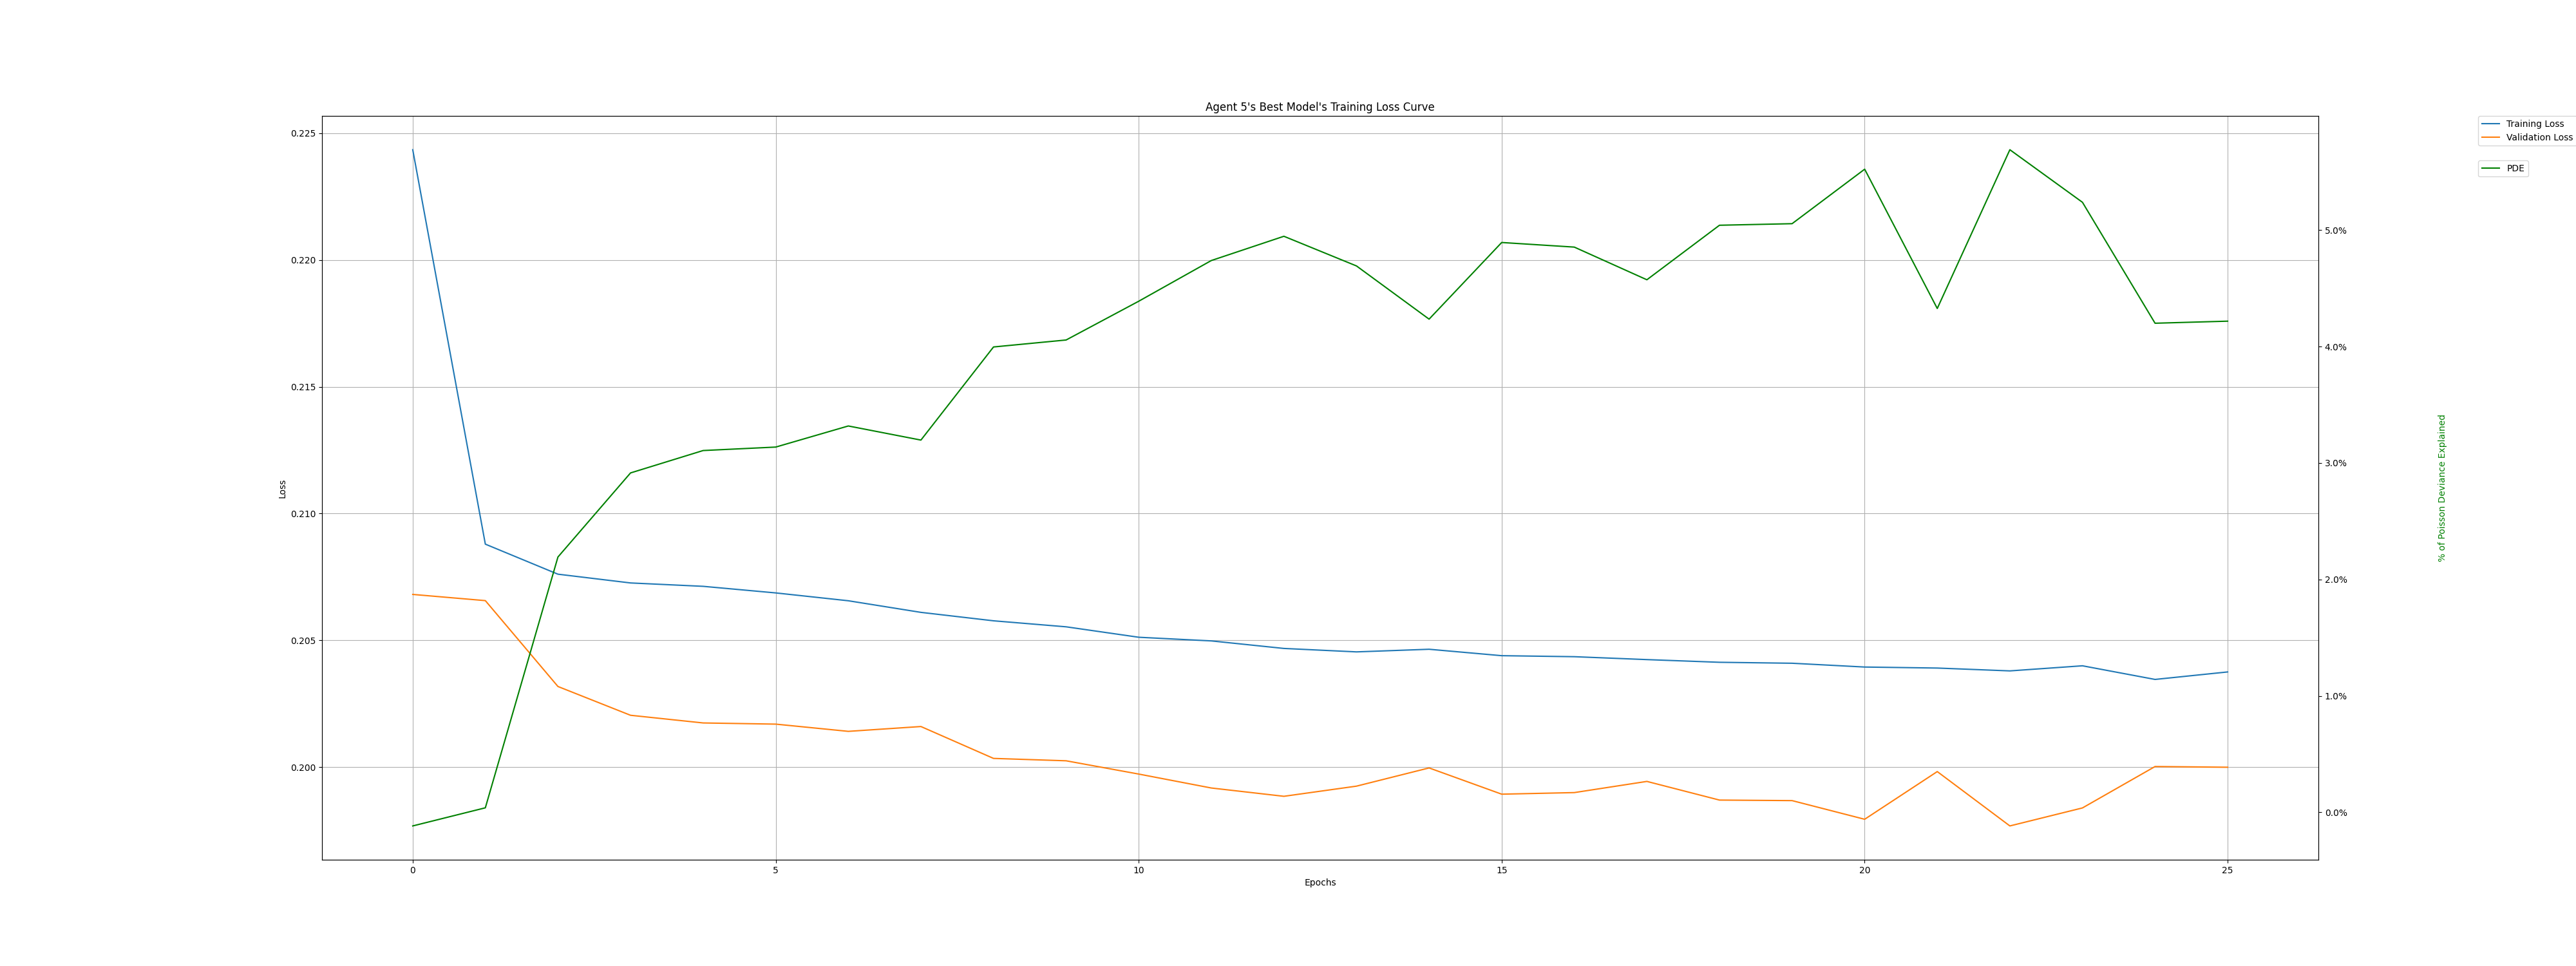 Agent 5's Best Model's Training Loss Curve
Training Loss
Validation Loss
PDE
0.225
0.220
0.215
0.210
0.205
0.200
Loss
5.0%
4.0%
3.0%
2.0%
1.0%
0.0%
% of Poisson Deviance Explained
0 5 10 15 20 25
Epochs